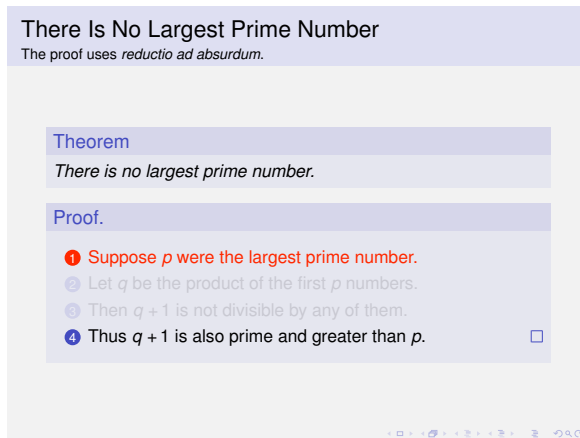 There Is No Largest Prime Number
The proof uses reductio ad absurdum.
Theorem
There is no largest prime number.
Proof.
1 Suppose p were the largest prime number.
2 Let q be the product of the first p numbers.
3 Then q + 1 is not divisible by any of them.
4 Thus q + 1 is also prime and greater than p.